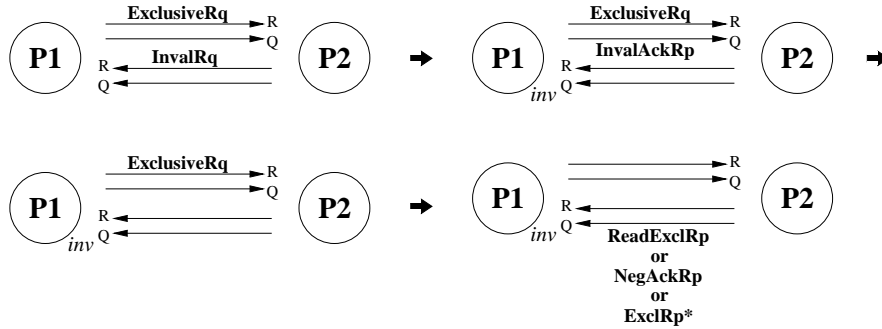 ExclusiveRq
R
Q
P1
P2
InvalRq
R
Q
ExclusiveRq
R
Q
P1
P2
InvalAckRp
R
Q
inv
ExclusiveRq
R
Q
P1
P2
R
Q
inv
R
Q
P1
P2
R
Q
inv
ReadExclRp
or
NegAckRp
or
ExclRp*